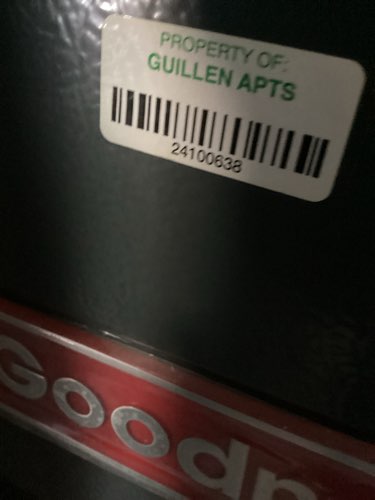 PROPERTY OF:
GUILLEN APTS
24100638
Goodm